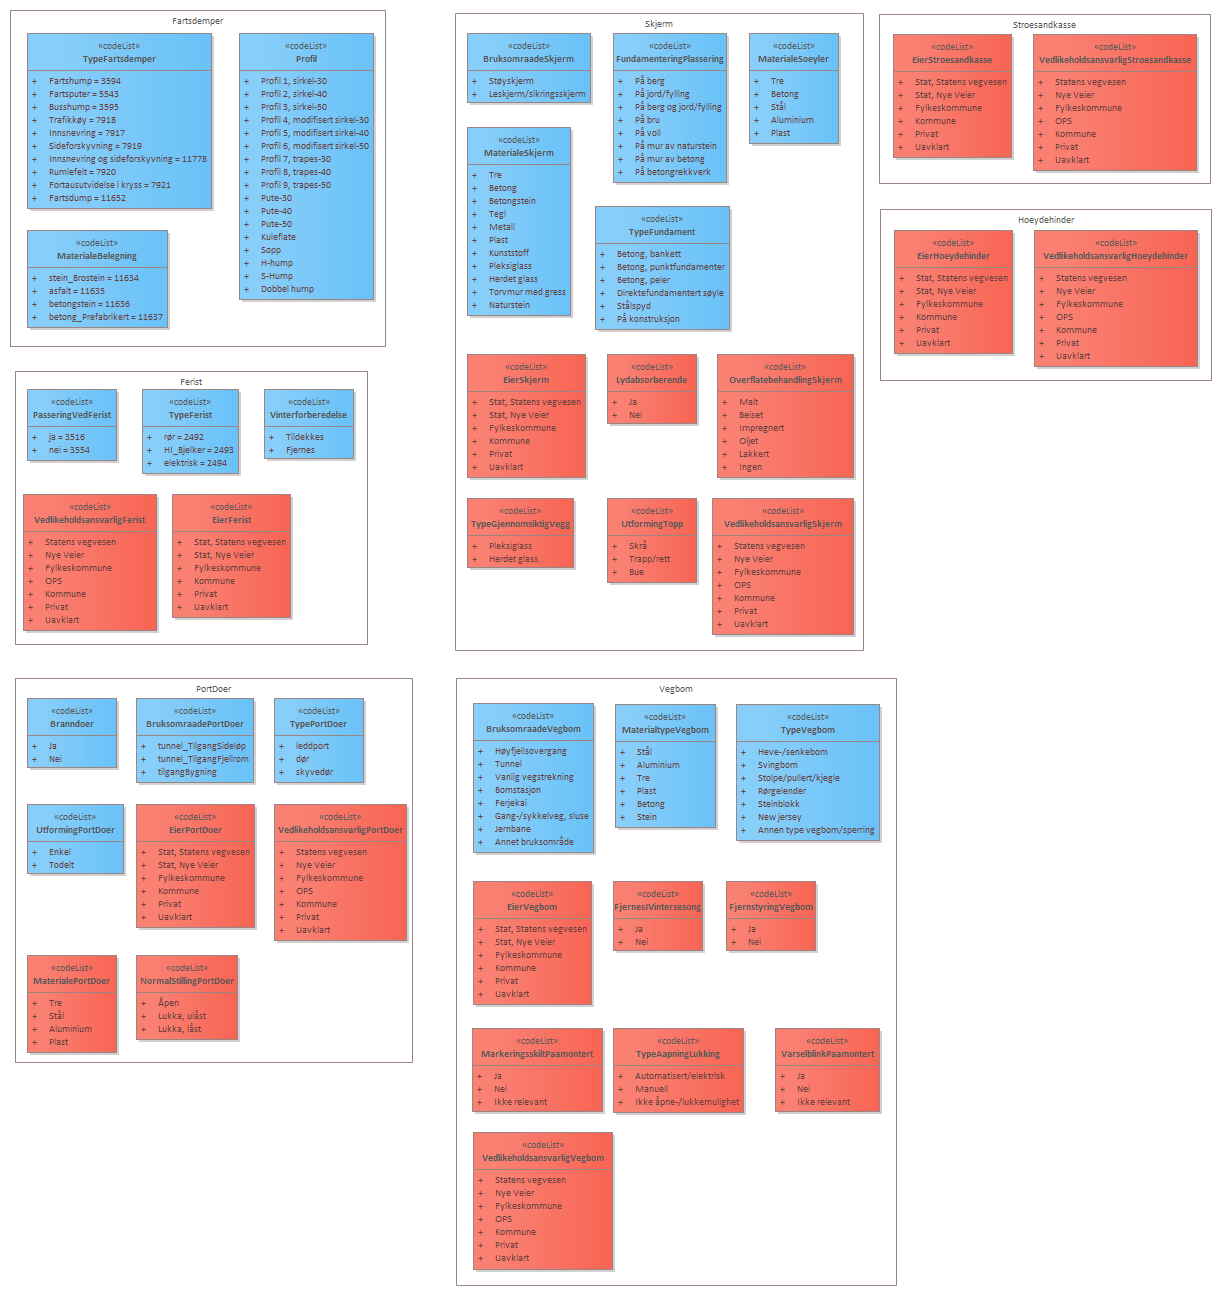 Fartsdemper
«codeList»
TypeFartsdemper
+ Fartshump = 3594
+ Fartsputer = 5543
+ Busshump = 3595
+ Trafikkøy = 7918
+ Innsnevring = 7917
+ Sideforskyvning = 7919
+ Innsnevring og sideforskyvning = 11778
+ Rumlefelt = 7920
+ Fortausutvidelse i kryss = 7921
+ Fartsdump = 11652
«codeList»
Profil
+ Profil 1, sirkel-30
+ Profil 2, sirkel-40
+ Profil 3, sirkel-50
+ Profil 4, modifisert sirkel-30
+ Profil 5, modifisert sirkel-40
+ Profil 6, modifisert sirkel-50
+ Profil 7, trapes-30
+ Profil 8, trapes-40
+ Profil 9, trapes-50
+ Pute-30
+ Pute-40
+ Pute-50
+ Kuleflate
+ Sopp
+ H-hump
+ S-Hump
+ Dobbel hump
«codeList»
MaterialeBelegning
+ stein_Brostein = 11634
+ asfalt = 11635
+ betongstein = 11636
+ betong_Prefabrikert = 11637
Ferist
«codeList»
PasseringVedFerist
+ ja = 3516
+ nei = 3554
«codeList»
TypeFerist
+ rør = 2492
+ HI_Bjelker = 2493
+ elektrisk = 2494
«codeList»
Vinterforberedelse
+ Tildekkes
+ Fjernes
«codeList»
VedlikeholdsansvarligFerist
+ Statens vegvesen
+ Nye Veier
+ Fylkeskommune
+ OPS
+ Kommune
+ Privat
+ Uavklart
«codeList»
EierFerist
+ Stat, Statens vegvesen
+ Stat, Nye Veier
+ Fylkeskommune
+ Kommune
+ Privat
+ Uavklart
PortDoer
«codeList»
Branndoer
+ Ja
+ Nei
«codeList»
BruksomraadePortDoer
+ tunnel_TilgangSideløp
+ tunnel_TilgangFjellrom
+ tilgangBygning
«codeList»
TypePortDoer
+ leddport
+ dør
+ skyvedør
«codeList»
UtformingPortDoer
+ Enkel
+ Todelt
«codeList»
EierPortDoer
+ Stat, Statens vegvesen
+ Stat, Nye Veier
+ Fylkeskommune
+ Kommune
+ Privat
+ Uavklart
«codeList»
VedlikeholdsansvarligPortDoer
+ Statens vegvesen
+ Nye Veier
+ Fylkeskommune
+ OPS
+ Kommune
+ Privat
+ Uavklart
«codeList»
MaterialePortDoer
+ Tre
+ Stål
+ Aluminium
+ Plast
«codeList»
NormalStillingPortDoer
+ Åpen
+ Lukka, ulåst
+ Lukka, låst
Skjerm
«codeList»
BruksomraadeSkjerm
+ Støyskjerm
+ Leskjerm/sikringsskjerm
«codeList»
FundamenteringPlassering
+ På berg
+ På jord/fylling
+ På berg og jord/fylling
+ På bru
+ På voll
+ På mur av naturstein
+ På mur av betong
+ På betongrekkverk
«codeList»
MaterialeSoeyler
+ Tre
+ Betong
+ Stål
+ Aluminium
+ Plast
«codeList»
MaterialeSkjerm
+ Tre
+ Betong
+ Betongstein
+ Tegl
+ Metall
+ Plast
+ Kunststoff
+ Pleksiglass
+ Herdet glass
+ Torvmur med gress
+ Naturstein
«codeList»
TypeFundament
+ Betong, bankett
+ Betong, punktfundamenter
+ Betong, peler
+ Direktefundamentert søyle
+ Stålspyd
+ På konstruksjon
«codeList»
EierSkjerm
+ Stat, Statens vegvesen
+ Stat, Nye Veier
+ Fylkeskommune
+ Kommune
+ Privat
+ Uavklart
«codeList»
Lydabsorberende
+ Ja
+ Nei
«codeList»
OverflatebehandlingSkjerm
+ Malt
+ Beiset
+ Impregnert
+ Oljet
+ Lakkert
+ Ingen
«codeList»
TypeGjennomsiktigVegg
+ Pleksiglass
+ Herdet glass
«codeList»
UtformingTopp
+ Skrå
+ Trapp/rett
+ Bue
«codeList»
VedlikeholdsansvarligSkjerm
+ Statens vegvesen
+ Nye Veier
+ Fylkeskommune
+ OPS
+ Kommune
+ Privat
+ Uavklart
Vegbom
«codeList»
BruksomraadeVegbom
+ Høyfjellsovergang
+ Tunnel
+ Vanlig vegstrekning
+ Bomstasjon
+ Ferjekai
+ Gang-/sykkelveg, sluse
+ Jernbane
+ Annet bruksområde
«codeList»
MaterialtypeVegbom
+ Stål
+ Aluminium
+ Tre
+ Plast
+ Betong
+ Stein
«codeList»
TypeVegbom
+ Heve-/senkebom
+ Svingbom
+ Stolpe/pullert/kjegle
+ Rørgelender
+ Steinblokk
+ New jersey
+ Annen type vegbom/sperring
«codeList»
EierVegbom
+ Stat, Statens vegvesen
+ Stat, Nye Veier
+ Fylkeskommune
+ Kommune
+ Privat
+ Uavklart
«codeList»
FjernesIVintersesong
+ Ja
+ Nei
«codeList»
FjernstyringVegbom
+ Ja
+ Nei
«codeList»
MarkeringsskiltPaamontert
+ Ja
+ Nei
+ Ikke relevant
«codeList»
TypeAapningLukking
+ Automatisert/elektrisk
+ Manuell
+ Ikke åpne-/lukkemulighet
«codeList»
VarselblinkPaamontert
+ Ja
+ Nei
+ Ikke relevant
«codeList»
VedlikeholdsansvarligVegbom
+ Statens vegvesen
+ Nye Veier
+ Fylkeskommune
+ OPS
+ Kommune
+ Privat
+ Uavklart
Stroesandkasse
«codeList»
EierStroesandkasse
+ Stat, Statens vegvesen
+ Stat, Nye Veier
+ Fylkeskommune
+ Kommune
+ Privat
+ Uavklart
«codeList»
VedlikeholdsansvarligStroesandkasse
+ Statens vegvesen
+ Nye Veier
+ Fylkeskommune
+ OPS
+ Kommune
+ Privat
+ Uavklart
Hoeydehinder
«codeList»
EierHoeydehinder
+ Stat, Statens vegvesen
+ Stat, Nye Veier
+ Fylkeskommune
+ Kommune
+ Privat
+ Uavklart
«codeList»
VedlikeholdsansvarligHoeydehinder
+ Statens vegvesen
+ Nye Veier
+ Fylkeskommune
+ OPS
+ Kommune
+ Privat
+ Uavklart